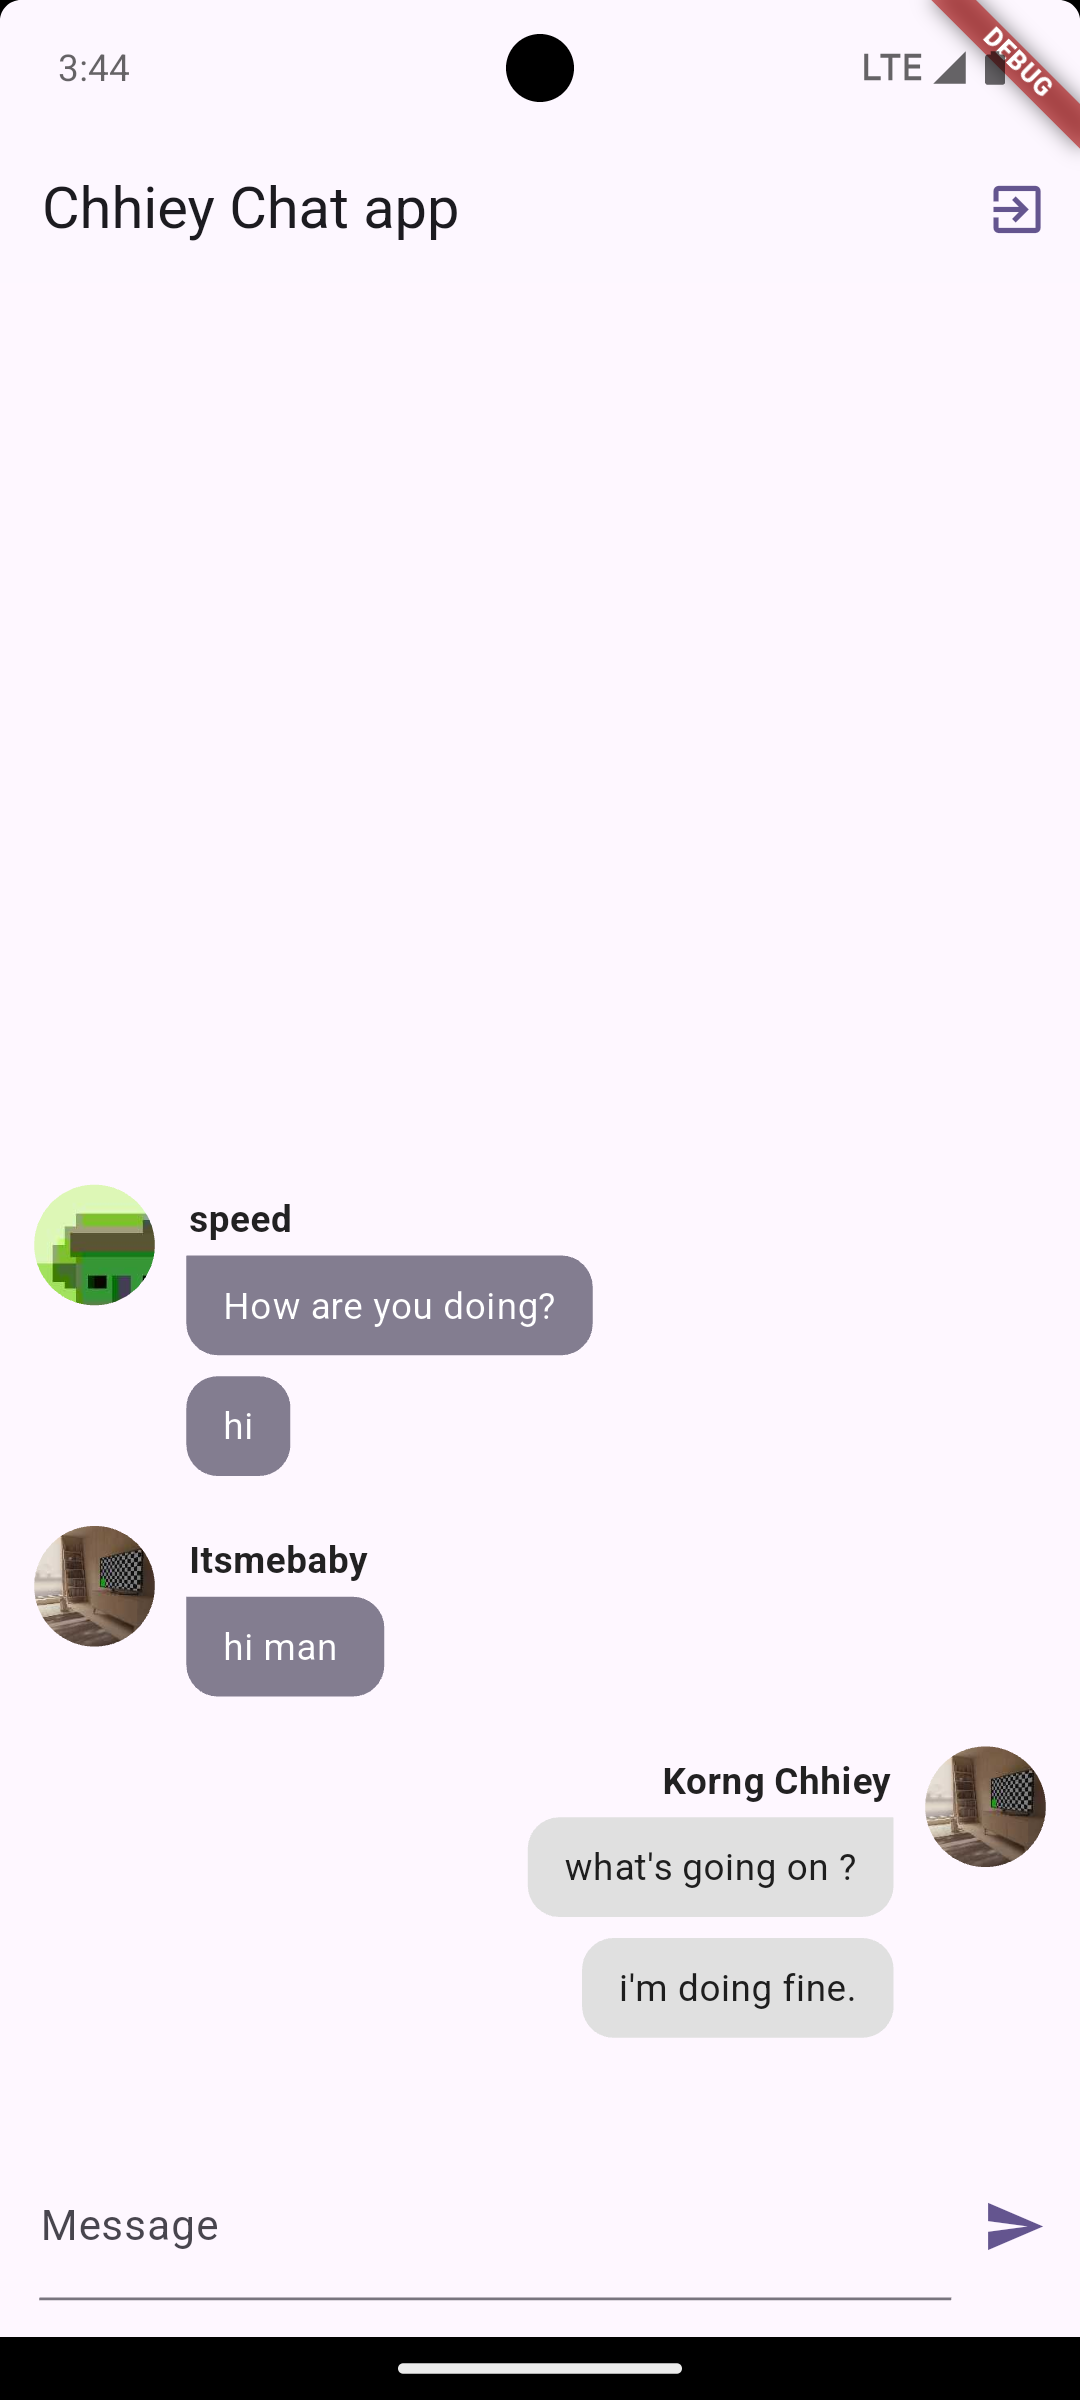 3:44
LTE
DEBUG
Chhiey Chat app
speed
How are you doing?
hi
Itsmebaby
hi man
Korng Chhiey
what's going on ?
i'm doing fine.
Message